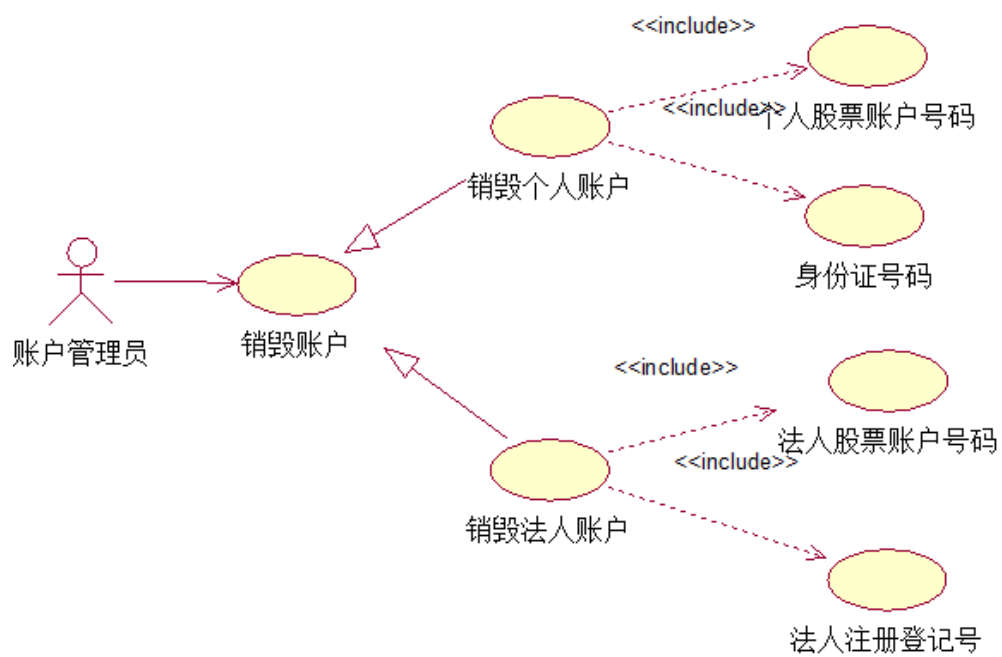 <<include>>
<<include>>
个人股票账户号码
销毁个人账户
身份证号码
账户管理员
销毁账户
<<include>>
法人股票账户号码
<<include>>
销毁法人账户
法人注册登记号